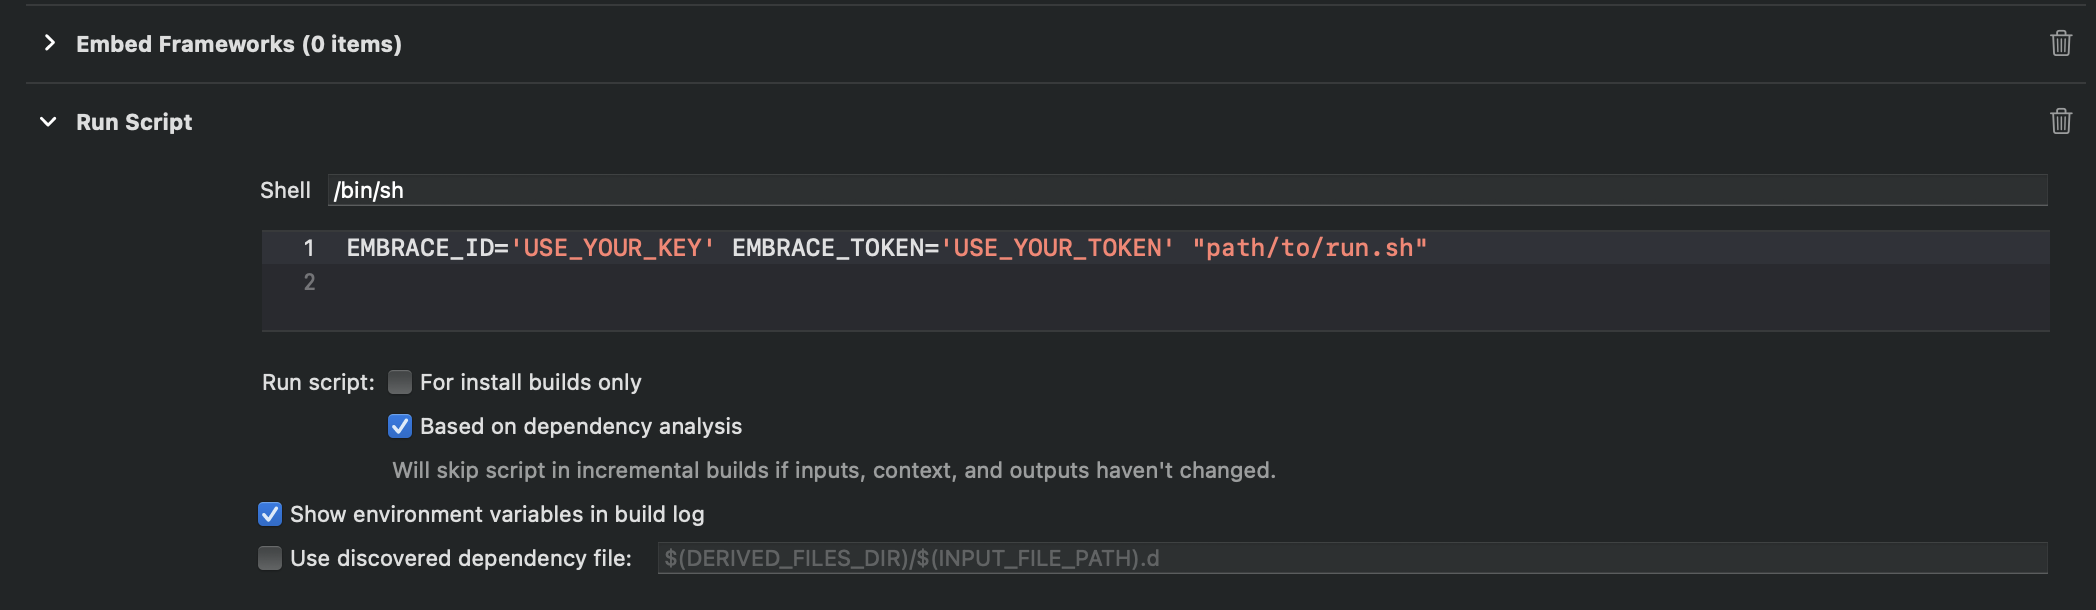 Embed Frameworks (0 items)
Run Script
Shell /bin/sh
1 EMBRACE_ID='USE_YOUR_KEY' EMBRACE_TOKEN='USE_YOUR_TOKEN' "path/to/run.sh"
2
Run script: For install builds only
Based on dependency analysis
Will skip script in incremental builds if inputs, context, and outputs haven't changed.
Show environment variables in build log
Use discovered dependency file: $(DERIVED_FILES_DIR)/$(INPUT_FILE_PATH).d